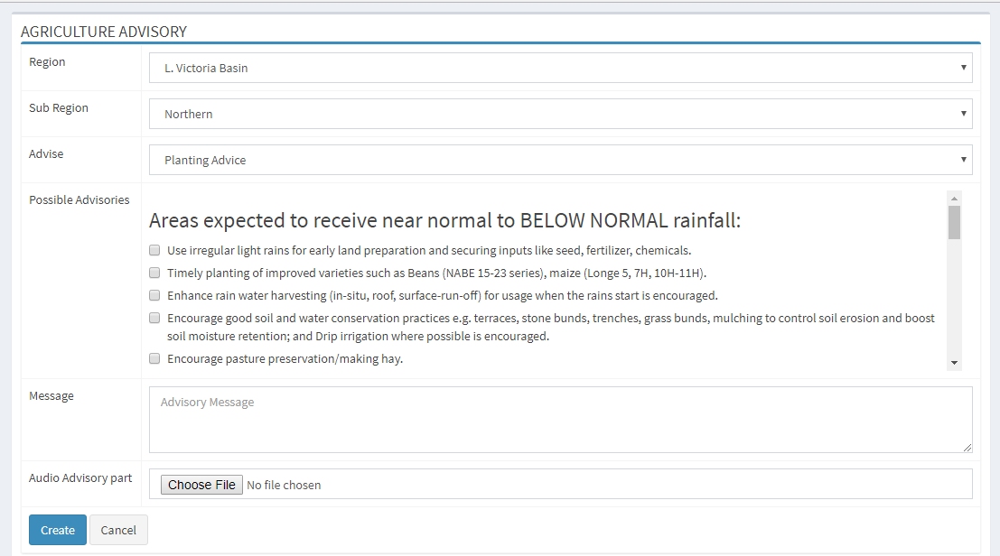 AGRICULTURE ADVISORY
Region
L. Victoria Basin
Sub Region
Northern
Advise
Planting Advice
Possible Advisories
Areas expected to receive near normal to BELOW NORMAL rainfall:
Use irregular light rains for early land preparation and securing inputs like seed, fertilizer, chemicals.
Timely planting of improved varieties such as Beans (NABE 15-23 series), maize (Longe 5, 7H, 10H-11H).
Enhance rain water harvesting (in-situ, roof, surface-run-off) for usage when the rains start is encouraged.
Encourage good soil and water conservation practices e.g. terraces, stone bunds, trenches, grass bunds, mulching to control soil erosion and boost
soil moisture retention; and Drip irrigation where possible is encouraged.
Encourage pasture preservation/making hay.
Message
Advisory Message
Audio Advisory part
Choose File No file chosen
Create Cancel